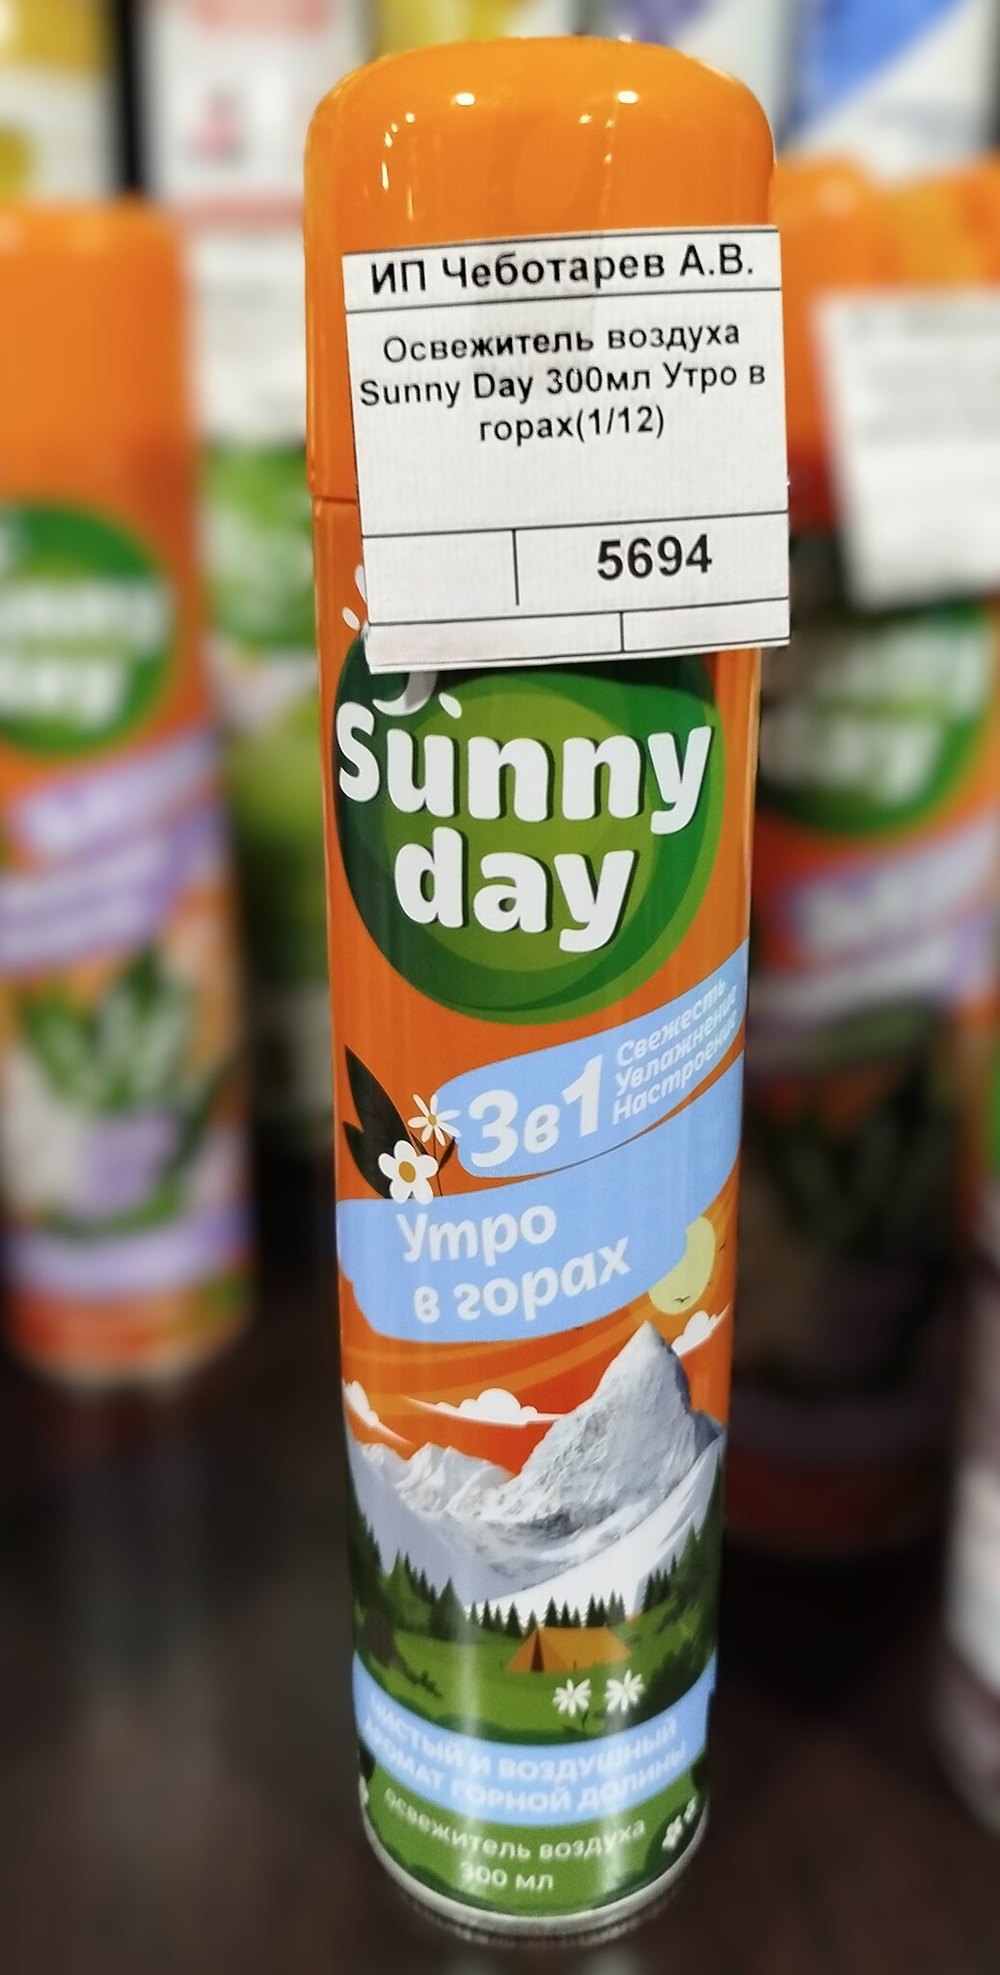 ИП Чеботарев А.В.
Освежитель воздуха
Sunny Day 300мл Утро в
горах(1/12)
5694
Sunny
day
3в1
Свежесть
Увлажнение
Настроение
Утро
в горах
ЧИСТЫЙ И ВОЗДУШНЫЙ
АРОМАТ ГОРНОЙ ДОЛИНЫ
освежитель воздуха
300 мл